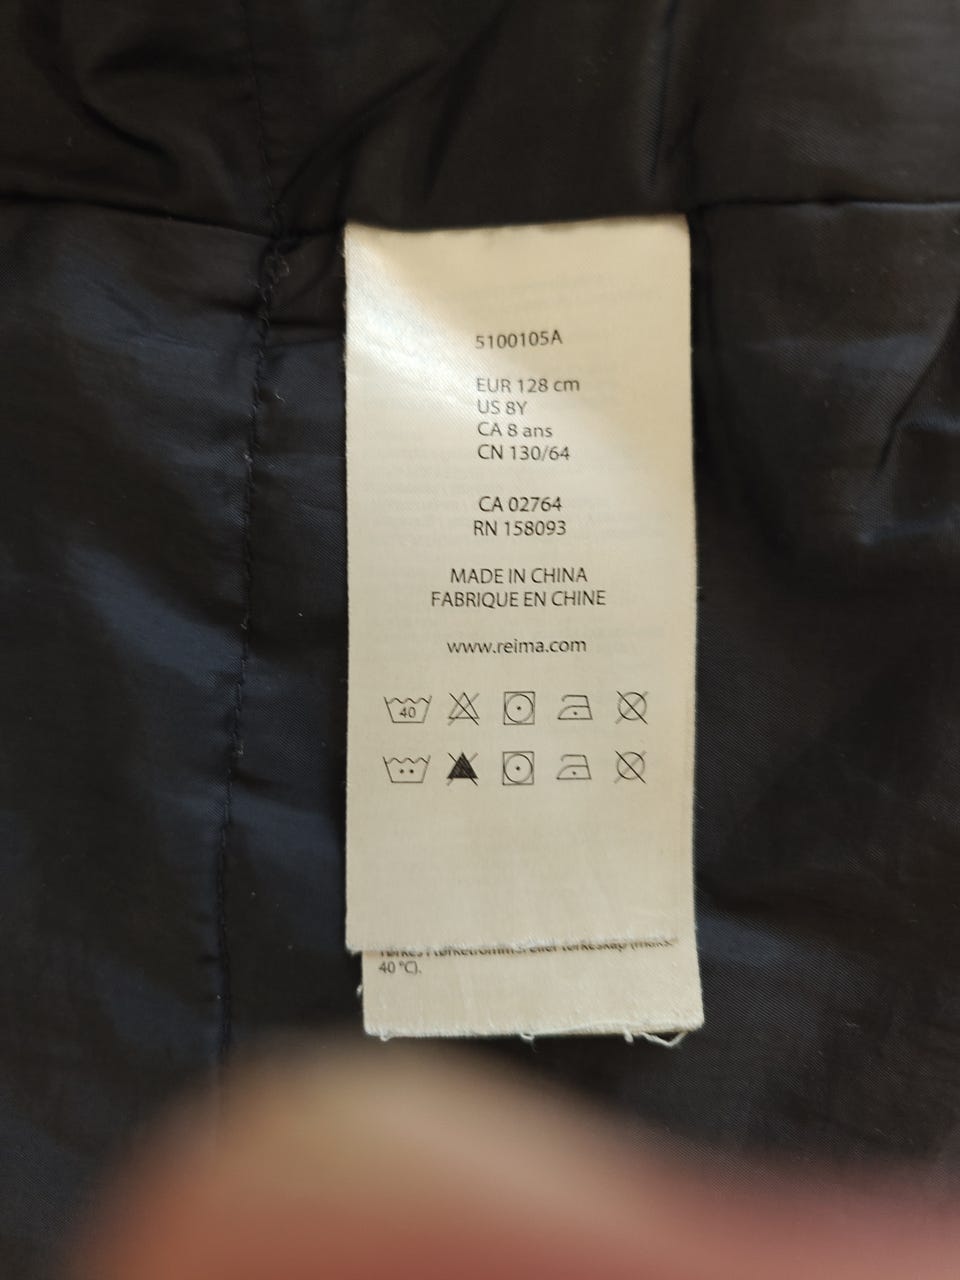 5100105A
EUR 128 cm
US 8Y
CA 8 ans
CN 130/64
CA 02764
RN 158093
MADE IN CHINA
FABRIQUE EN CHINE
www.reima.com
40
40 °C).